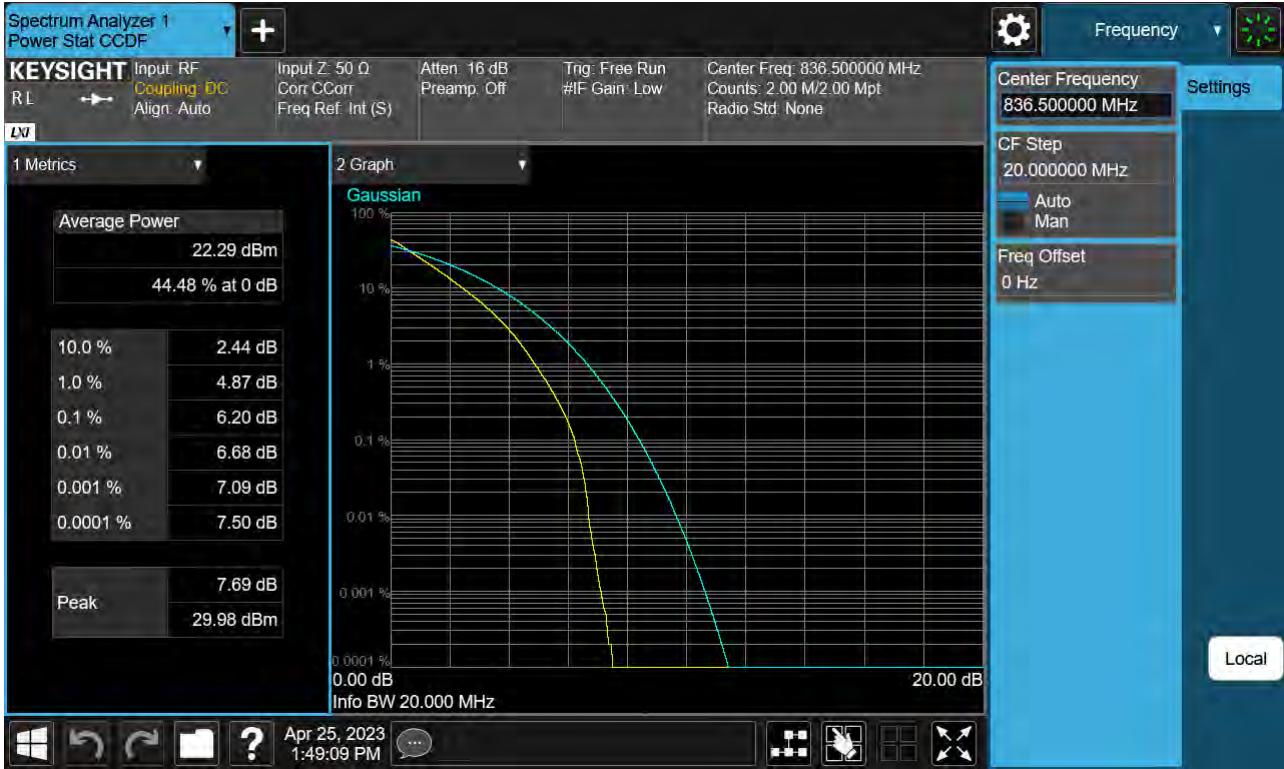 Spectrum Analyzer 1
Power Stat CCDF
+
Frequency
KEYSIGHT
R L
LXI
Input: RF
Coupling: DC
Align: Auto
Input Z: 50 Ω
Corr CCorr
Freq Ref: Int (S)
Atten: 16 dB
Preamp: Off
Trig: Free Run
#IF Gain: Low
Center Freq: 836.500000 MHz
Counts: 2.00 M/2.00 Mpt
Radio Std: None
1 Metrics
Average Power
22.29 dBm
44.48 % at 0 dB
10.0 % 2.44 dB
1.0 % 4.87 dB
0.1 % 6.20 dB
0.01 % 6.68 dB
0.001 % 7.09 dB
0.0001 % 7.50 dB
Peak
7.69 dB
29.98 dBm
2 Graph
Gaussian
100 %
10 %
1 %
0.1 %
0.01 %
0.001 %
0.0001 %
0.00 dB 20.00 dB
Info BW 20.000 MHz
Center Frequency
836.500000 MHz
CF Step
20.000000 MHz
Auto
Man
Freq Offset
0 Hz
Settings
Local
?
Apr 25, 2023
1:49:09 PM